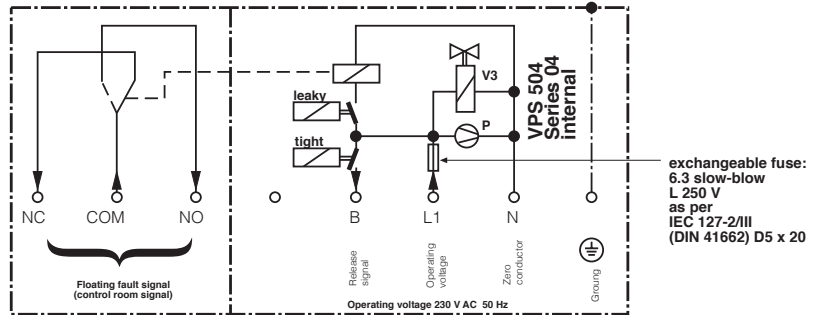 leaky
tight
V3
P
VPS 504
Series 04
internal
exchangeable fuse:
6.3 slow-blow
L 250 V
as per
IEC 127-2/III
(DIN 41662) D5 x 20
NC
COM
NO
B
L1
N
Release
signal
Operating
voltage
Zero
conductor
Groung
Floating fault signal
(control room signal)
Operating voltage 230 V AC 50 Hz